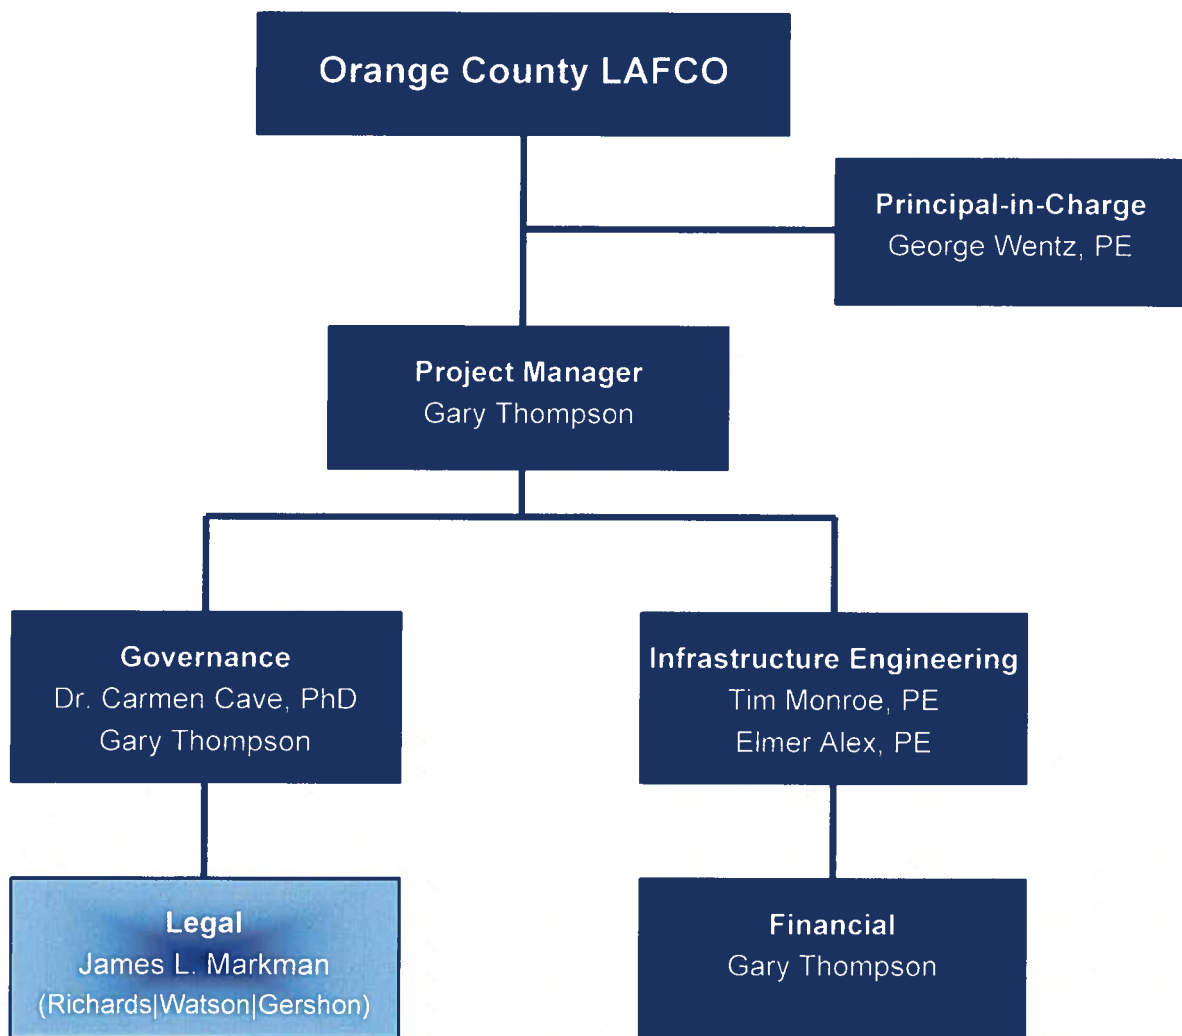 Orange County LAFCO
Principal-in-Charge
George Wentz, PE
Project Manager
Gary Thompson
Governance
Dr. Carmen Cave, PhD
Gary Thompson
Infrastructure Engineering
Tim Monroe, PE
Elmer Alex, PE
Legal
James L. Markman
(Richards|Watson|Gershon)
Financial
Gary Thompson